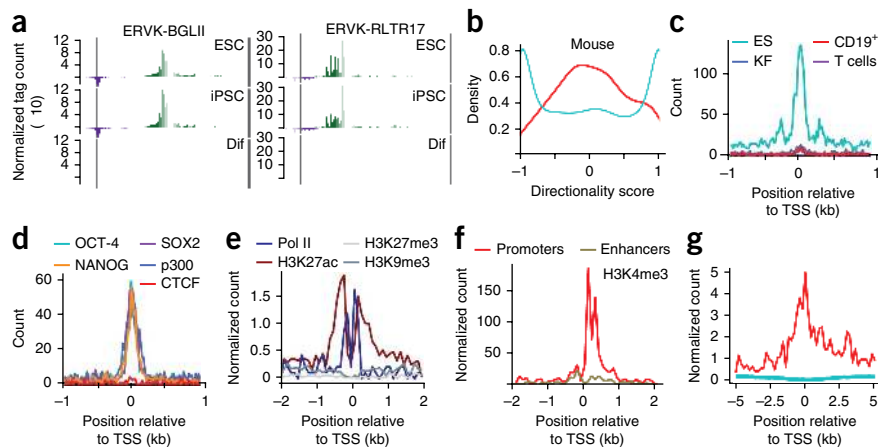 a
ERVK-BGLII
ERVK-RLTR17
Normalized tag count
( 10)
12
8
4
0
ESC
12
8
4
0
iPSC
12
8
4
0
Dif
30
20
10
0
ESC
30
20
10
0
iPSC
30
20
10
0
Dif
b
Mouse
Density
0.8
0.6
0.4
0.2
−1
0
1
Directionality score
c
ES
CD19+
KF
T cells
Count
100
50
0
−1
0
1
Position relative
to TSS (kb)
d
OCT-4
SOX2
NANOG
p300
CTCF
Count
60
40
20
0
−1
0
1
Position relative
to TSS (kb)
e
Pol II
H3K27me3
H3K27ac
H3K9me3
Normalized count
1.5
1.0
0.5
0
−2
−1
0
1
2
Position relative
to TSS (kb)
f
Promoters
Enhancers
H3K4me3
Normalized count
150
100
50
−2
−1
0
1
2
Position relative
to TSS (kb)
g
Normalized count
5
4
3
2
1
0
−5
−2.5
0
2.5
5
Position relative
to TSS (kb)